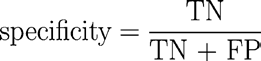 specificity = TN / (TN + FP)